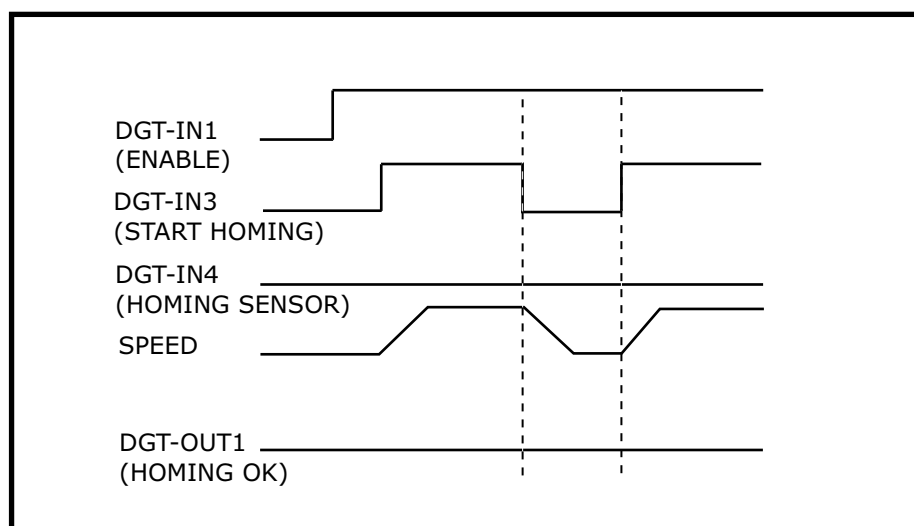 DGT-IN1
(ENABLE)
DGT-IN3
(START HOMING)
DGT-IN4
(HOMING SENSOR)
SPEED
DGT-OUT1
(HOMING OK)